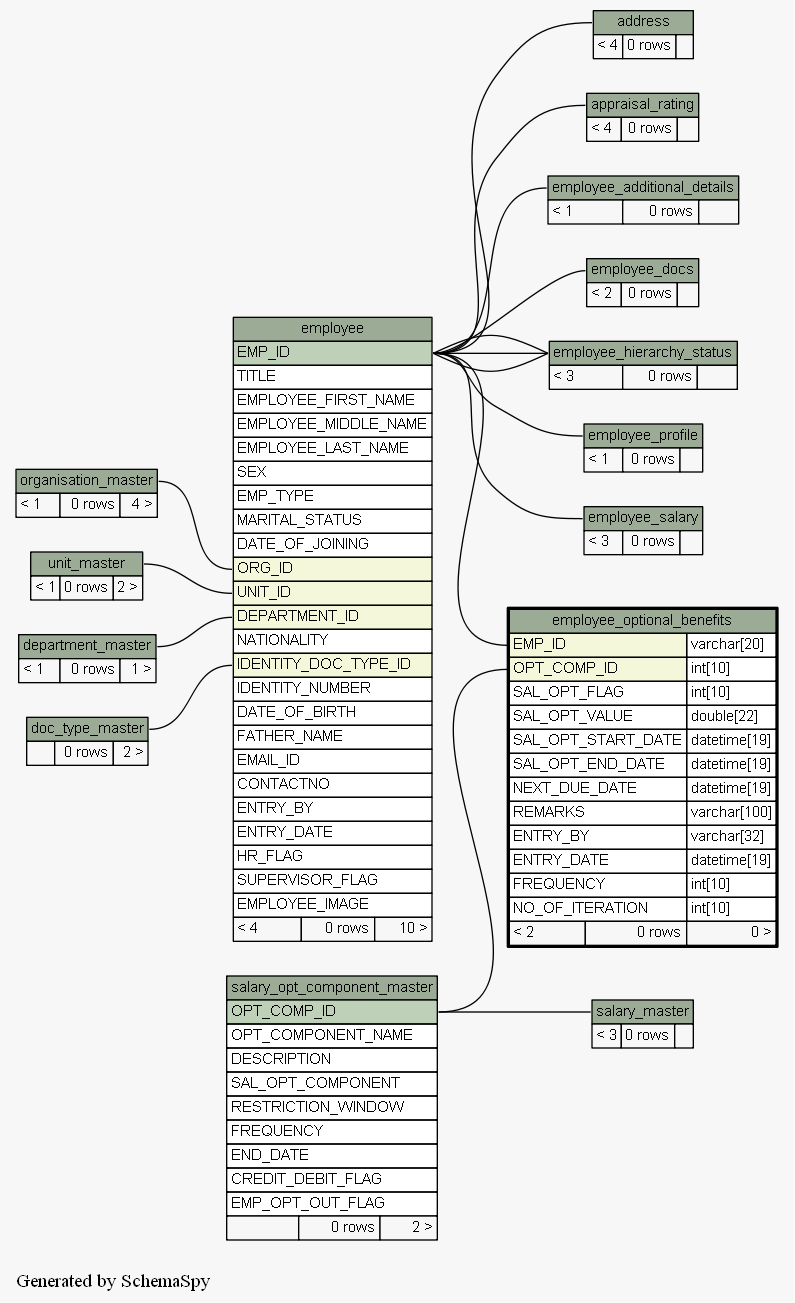 address
< 4 0 rows
appraisal_rating
< 4 0 rows
employee_additional_details
< 1 0 rows
employee_docs
< 2 0 rows
employee_hierarchy_status
< 3 0 rows
employee_profile
< 1 0 rows
employee_salary
< 3 0 rows
employee
EMP_ID
TITLE
EMPLOYEE_FIRST_NAME
EMPLOYEE_MIDDLE_NAME
EMPLOYEE_LAST_NAME
SEX
EMP_TYPE
MARITAL_STATUS
DATE_OF_JOINING
ORG_ID
UNIT_ID
DEPARTMENT_ID
NATIONALITY
IDENTITY_DOC_TYPE_ID
IDENTITY_NUMBER
DATE_OF_BIRTH
FATHER_NAME
EMAIL_ID
CONTACTNO
ENTRY_BY
ENTRY_DATE
HR_FLAG
SUPERVISOR_FLAG
EMPLOYEE_IMAGE
< 4 0 rows 10 >
organisation_master
< 1 0 rows 4 >
unit_master
< 1 0 rows 2 >
department_master
< 1 0 rows 1 >
doc_type_master
0 rows 2 >
employee_optional_benefits
EMP_ID varchar[20]
OPT_COMP_ID int[10]
SAL_OPT_FLAG int[10]
SAL_OPT_VALUE double[22]
SAL_OPT_START_DATE datetime[19]
SAL_OPT_END_DATE datetime[19]
NEXT_DUE_DATE datetime[19]
REMARKS varchar[100]
ENTRY_BY varchar[32]
ENTRY_DATE datetime[19]
FREQUENCY int[10]
NO_OF_ITERATION int[10]
< 2 0 rows 0 >
salary_opt_component_master
OPT_COMP_ID
OPT_COMPONENT_NAME
DESCRIPTION
SAL_OPT_COMPONENT
RESTRICTION_WINDOW
FREQUENCY
END_DATE
CREDIT_DEBIT_FLAG
EMP_OPT_OUT_FLAG
0 rows 2 >
salary_master
< 3 0 rows
Generated by SchemaSpy